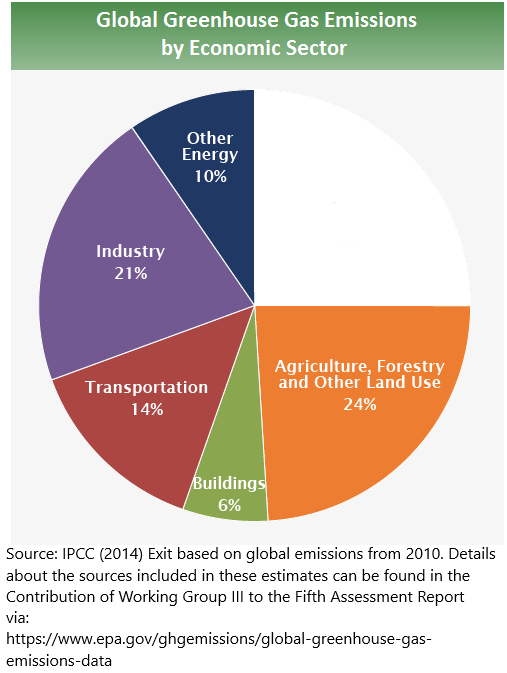 Global Greenhouse Gas Emissions
by Economic Sector
Other
Energy
10%
Industry
21%
Agriculture, Forestry
and Other Land Use
24%
Transportation
14%
Buildings
6%
Source: IPCC (2014) Exit based on global emissions from 2010. Details
about the sources included in these estimates can be found in the
Contribution of Working Group III to the Fifth Assessment Report
via:
https://www.epa.gov/ghgemissions/global-greenhouse-gas-
emissions-data